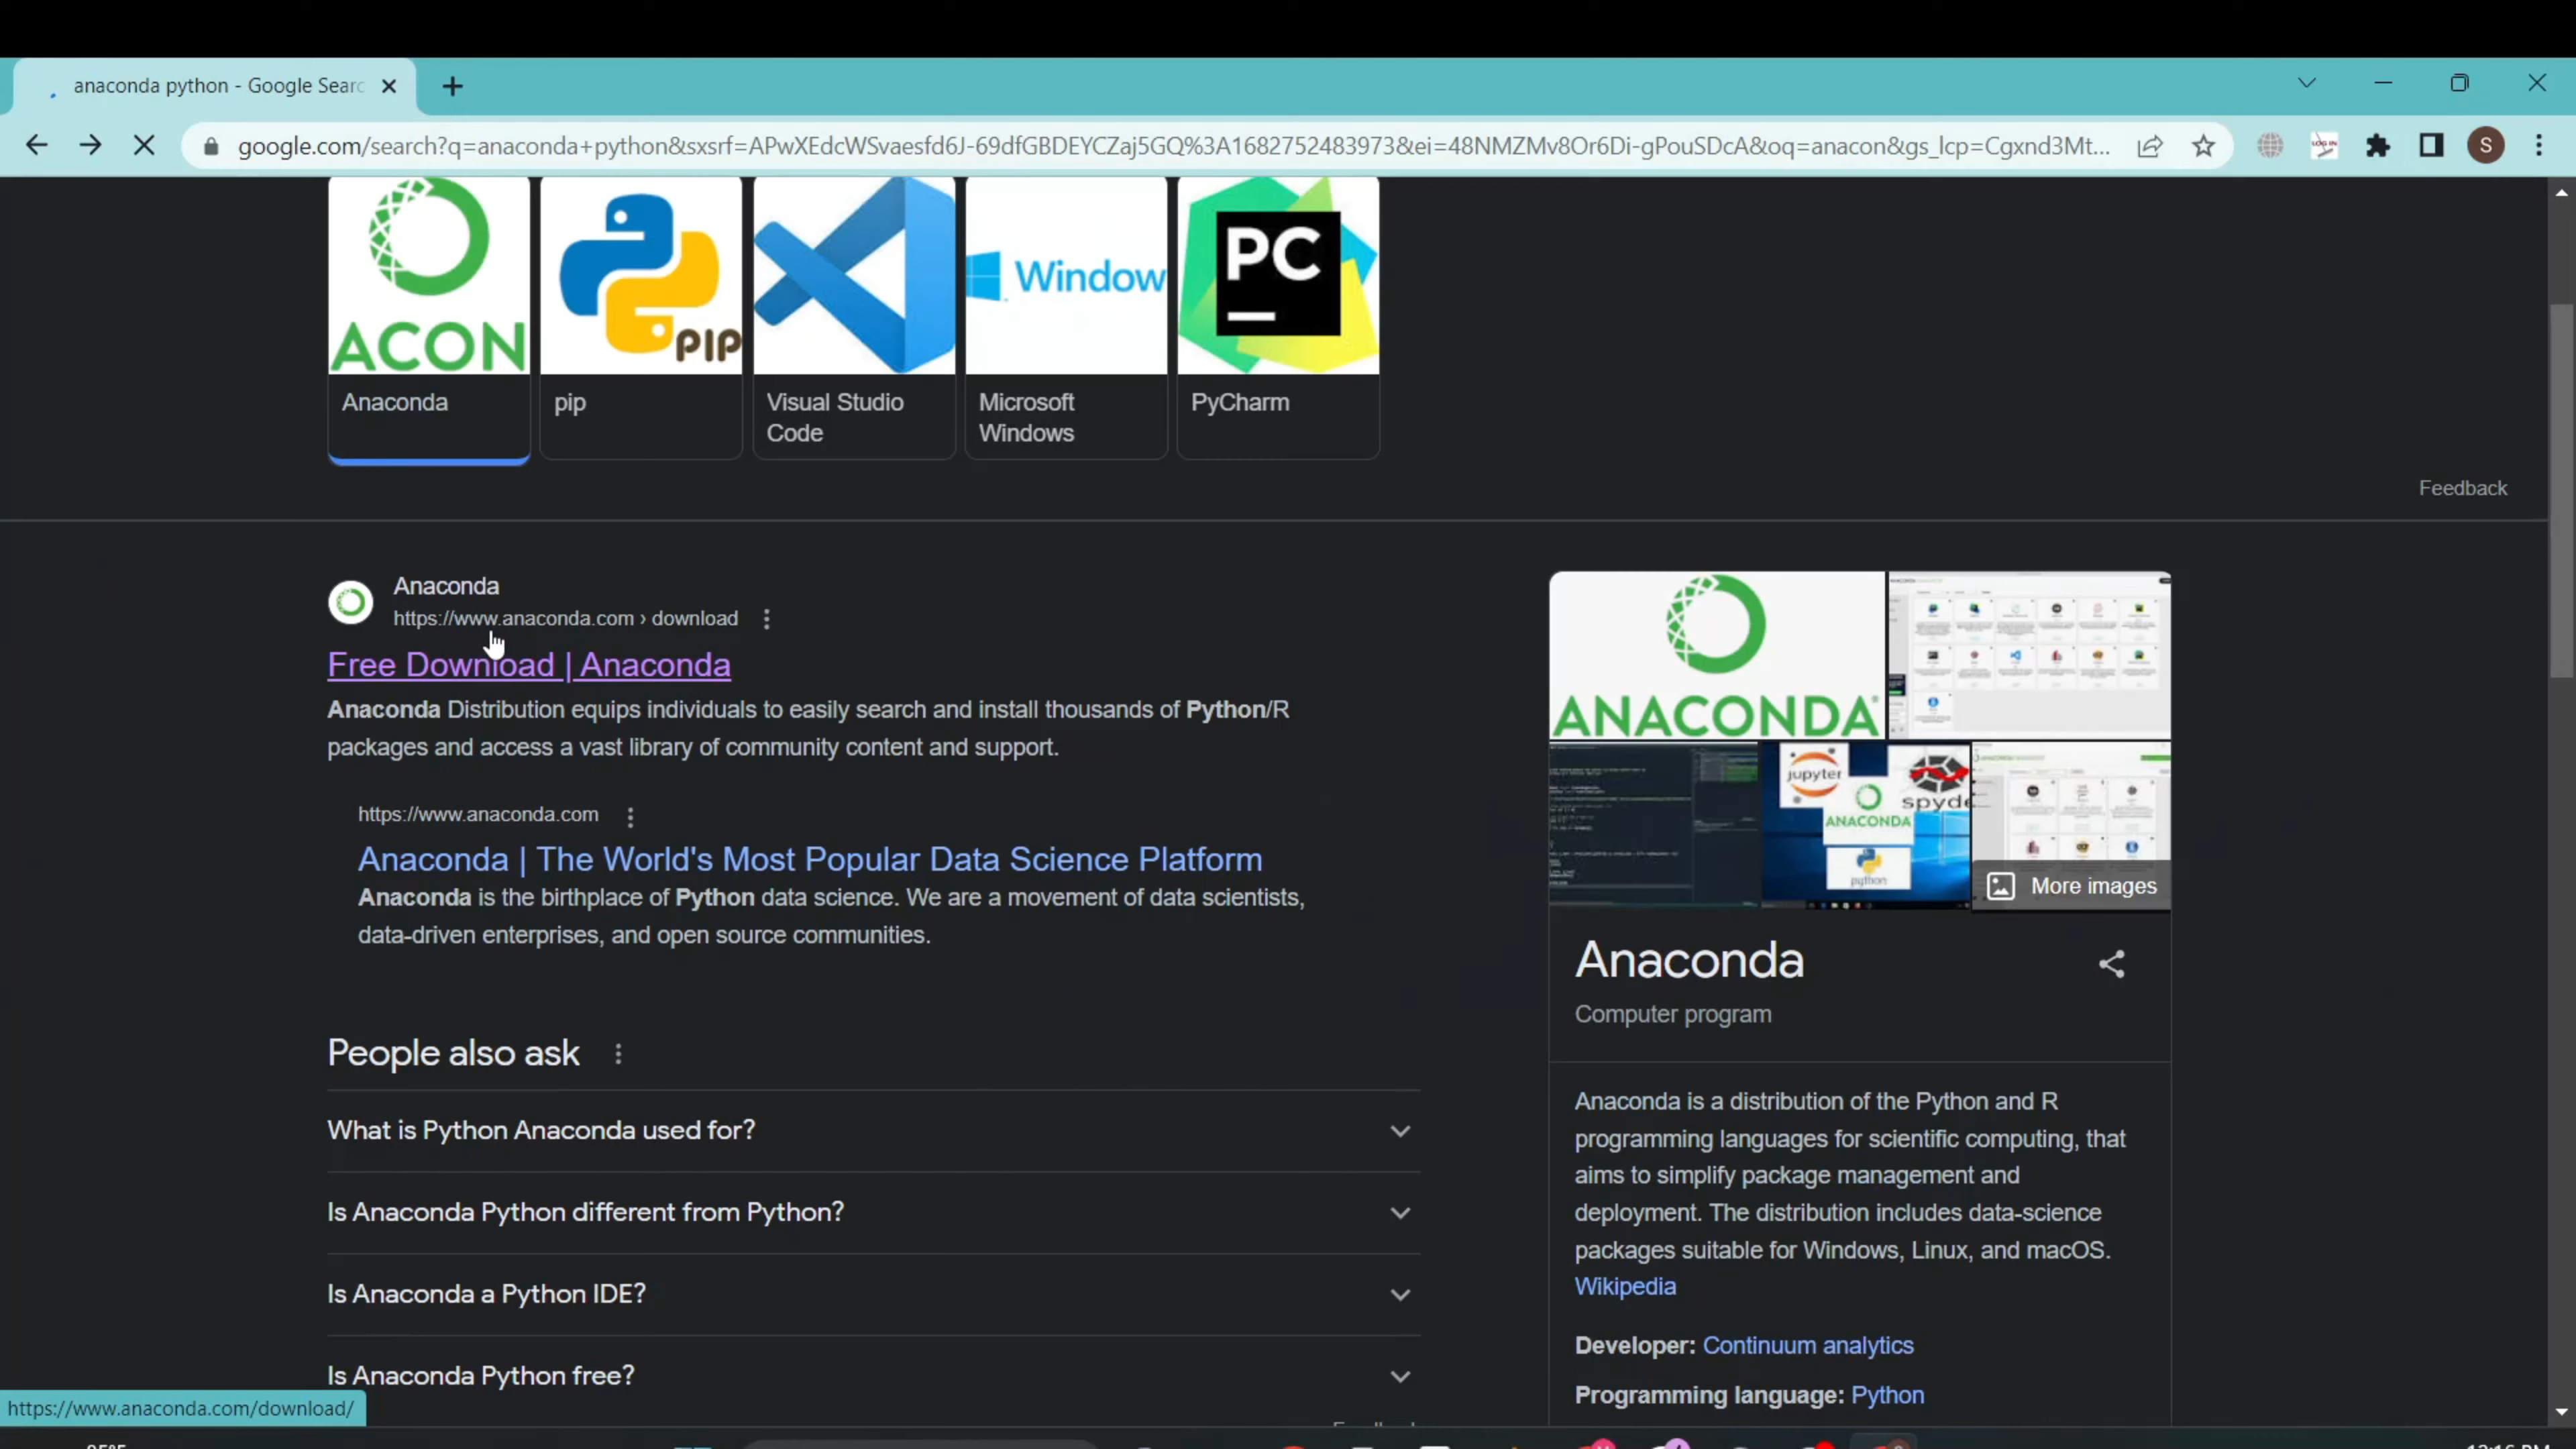 anaconda python - Google Searc
google.com/search?q=anaconda+python&sxsrf=APwXEdcWSvaesfd6J-69dfGBDEYCZaj5GQ%3A1682752483973&ei=48NMZMv8Or6Di-gPouSDcA&oq=anacon&gs_lcp=Cgxnd3Mt...
LOG IN
S
ACON
PIP
Window
PC
Anaconda
pip
Visual Studio
Code
Microsoft
Windows
PyCharm
Feedback
Anaconda
https://www.anaconda.com › download
Free Download | Anaconda
Anaconda Distribution equips individuals to easily search and install thousands of Python/R
packages and access a vast library of community content and support.
https://www.anaconda.com
Anaconda | The World's Most Popular Data Science Platform
Anaconda is the birthplace of Python data science. We are a movement of data scientists,
data-driven enterprises, and open source communities.
People also ask
What is Python Anaconda used for?
Is Anaconda Python different from Python?
Is Anaconda a Python IDE?
Is Anaconda Python free?
ANACONDA
jupyter
spyde
ANACONDA
python
More images
Anaconda
Computer program
Anaconda is a distribution of the Python and R
programming languages for scientific computing, that
aims to simplify package management and
deployment. The distribution includes data-science
packages suitable for Windows, Linux, and macOS.
Wikipedia
Developer: Continuum analytics
Programming language: Python
https://www.anaconda.com/download/